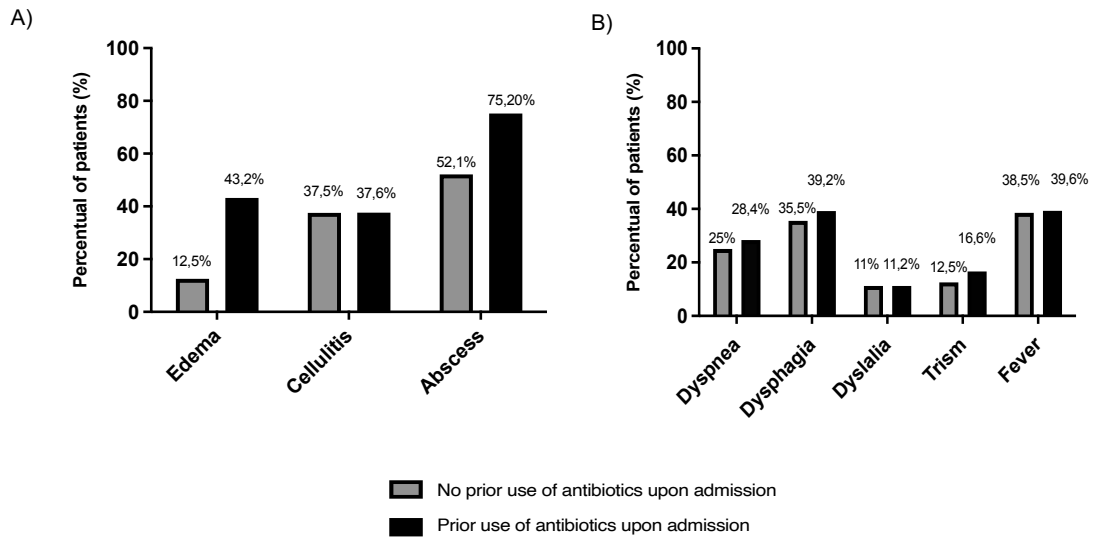 A)
Percentual of patients (%)
100
80
60
40
20
0
12,5%
43,2%
37,5%
37,6%
52,1%
75,20%
Edema
Cellulitis
Abscess
B)
Percentual of patients (%)
100
80
60
40
20
0
25%
28,4%
35,5%
39,2%
11%
11,2%
12,5%
16,6%
38,5%
39,6%
Dyspnea
Dysphagia
Dyslalia
Trism
Fever
No prior use of antibiotics upon admission
Prior use of antibiotics upon admission